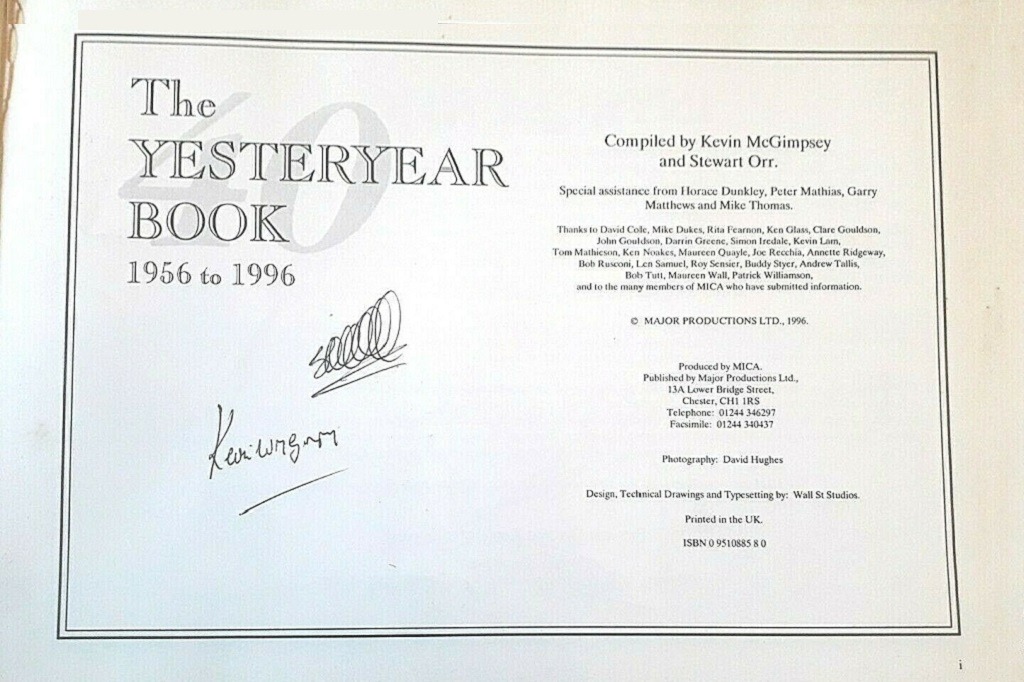 The
YESTERYEAR
BOOK
1956 to 1996
40
Compiled by Kevin McGimpsey
and Stewart Orr.
Special assistance from Horace Dunkley, Peter Mathias, Garry
Matthews and Mike Thomas.
Thanks to David Cole, Mike Dukes, Rita Fearnon, Ken Glass, Clare Gouldson,
John Gouldson, Darrin Greene, Simon Iredale, Kevin Lam,
Tom Mathieson, Ken Noakes, Maureen Quayle, Joe Recchia, Annette Ridgeway,
Bob Rusconi, Len Samuel, Roy Sensier, Buddy Styer, Andrew Tallis,
Bob Tutt, Maureen Wall, Patrick Williamson,
and to the many members of MICA who have submitted information.
© MAJOR PRODUCTIONS LTD., 1996.
Produced by MICA.
Published by Major Productions Ltd.,
13A Lower Bridge Street,
Chester, CH1 1RS
Telephone: 01244 346297
Facsimile: 01244 340437
Photography: David Hughes
Design, Technical Drawings and Typesetting by: Wall St Studios.
Printed in the UK.
ISBN 0 9510885 8 0
i